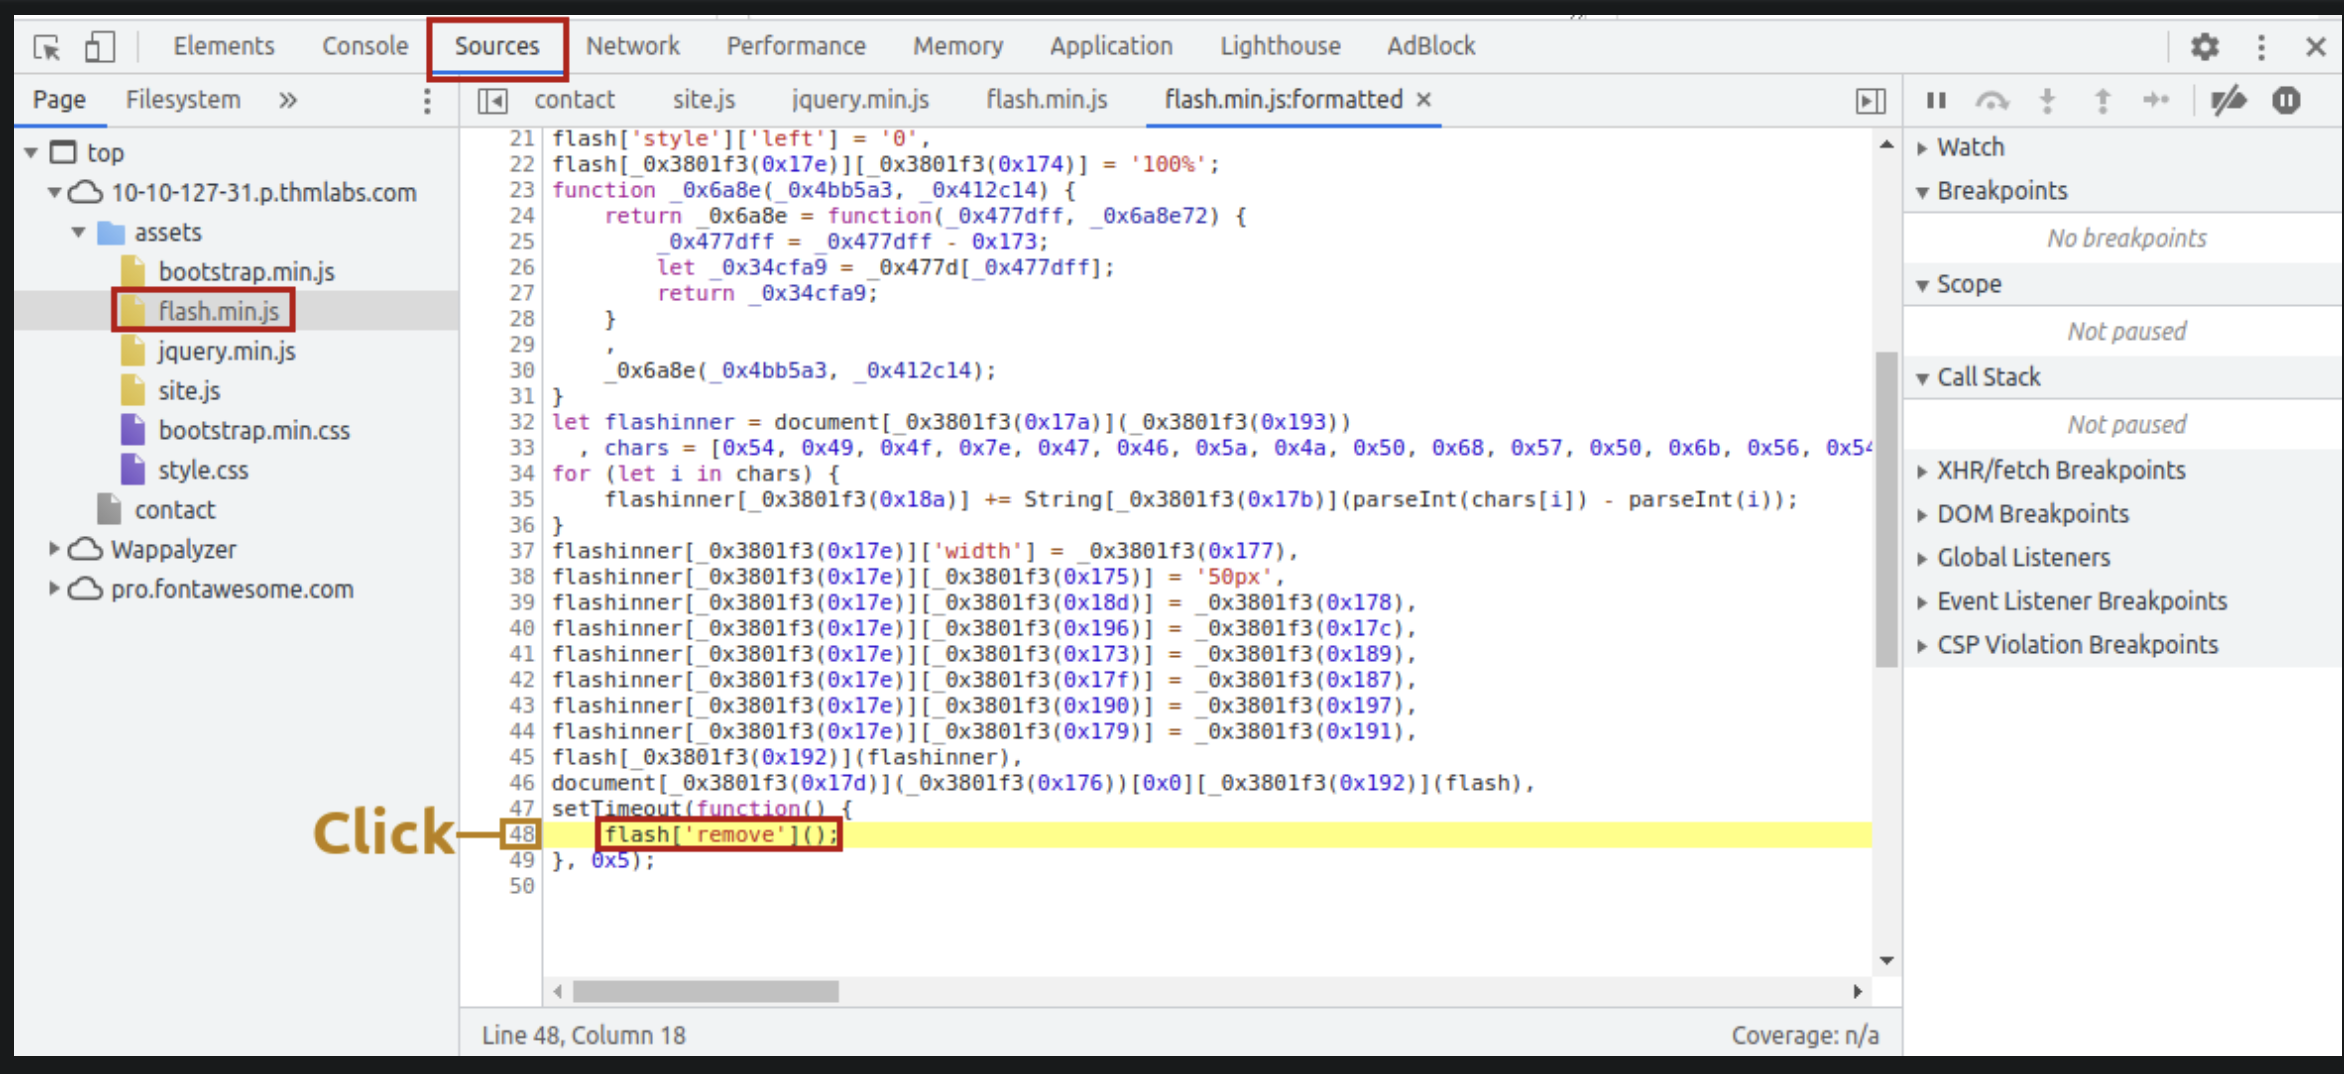 Elements Console Sources Network Performance Memory Application Lighthouse AdBlock
Page Filesystem »
contact site.js jquery.min.js flash.min.js flash.min.js:formatted ×
top
10-10-127-31.p.thmlabs.com
assets
bootstrap.min.js
flash.min.js
jquery.min.js
site.js
bootstrap.min.css
style.css
contact
Wappalyzer
pro.fontawesome.com
21 flash['style']['left'] = '0',
22 flash[_0x3801f3(0x17e)][_0x3801f3(0x174)] = '100%';
23 function _0x6a8e(_0x4bb5a3, _0x412c14) {
24     return _0x6a8e = function(_0x477dff, _0x6a8e72) {
25         _0x477dff = _0x477dff - 0x173;
26         let _0x34cfa9 = _0x477d[_0x477dff];
27         return _0x34cfa9;
28     }
29     ,
30     _0x6a8e(_0x4bb5a3, _0x412c14);
31 }
32 let flashinner = document[_0x3801f3(0x17a)](_0x3801f3(0x193))
33   , chars = [0x54, 0x49, 0x4f, 0x7e, 0x47, 0x46, 0x5a, 0x4a, 0x50, 0x68, 0x57, 0x50, 0x6b, 0x56, 0x54
34 for (let i in chars) {
35     flashinner[_0x3801f3(0x18a)] += String[_0x3801f3(0x17b)](parseInt(chars[i]) - parseInt(i));
36 }
37 flashinner[_0x3801f3(0x17e)]['width'] = _0x3801f3(0x177),
38 flashinner[_0x3801f3(0x17e)][_0x3801f3(0x175)] = '50px',
39 flashinner[_0x3801f3(0x17e)][_0x3801f3(0x18d)] = _0x3801f3(0x178),
40 flashinner[_0x3801f3(0x17e)][_0x3801f3(0x196)] = _0x3801f3(0x17c),
41 flashinner[_0x3801f3(0x17e)][_0x3801f3(0x173)] = _0x3801f3(0x189),
42 flashinner[_0x3801f3(0x17e)][_0x3801f3(0x17f)] = _0x3801f3(0x187),
43 flashinner[_0x3801f3(0x17e)][_0x3801f3(0x190)] = _0x3801f3(0x197),
44 flashinner[_0x3801f3(0x17e)][_0x3801f3(0x179)] = _0x3801f3(0x191),
45 flash[_0x3801f3(0x192)](flashinner),
46 document[_0x3801f3(0x17d)](_0x3801f3(0x176))[0x0][_0x3801f3(0x192)](flash),
47 setTimeout(function() {
Click
48     flash['remove']();
49 }, 0x5);
50
Line 48, Column 18
Coverage: n/a
Watch
Breakpoints
No breakpoints
Scope
Not paused
Call Stack
Not paused
XHR/fetch Breakpoints
DOM Breakpoints
Global Listeners
Event Listener Breakpoints
CSP Violation Breakpoints